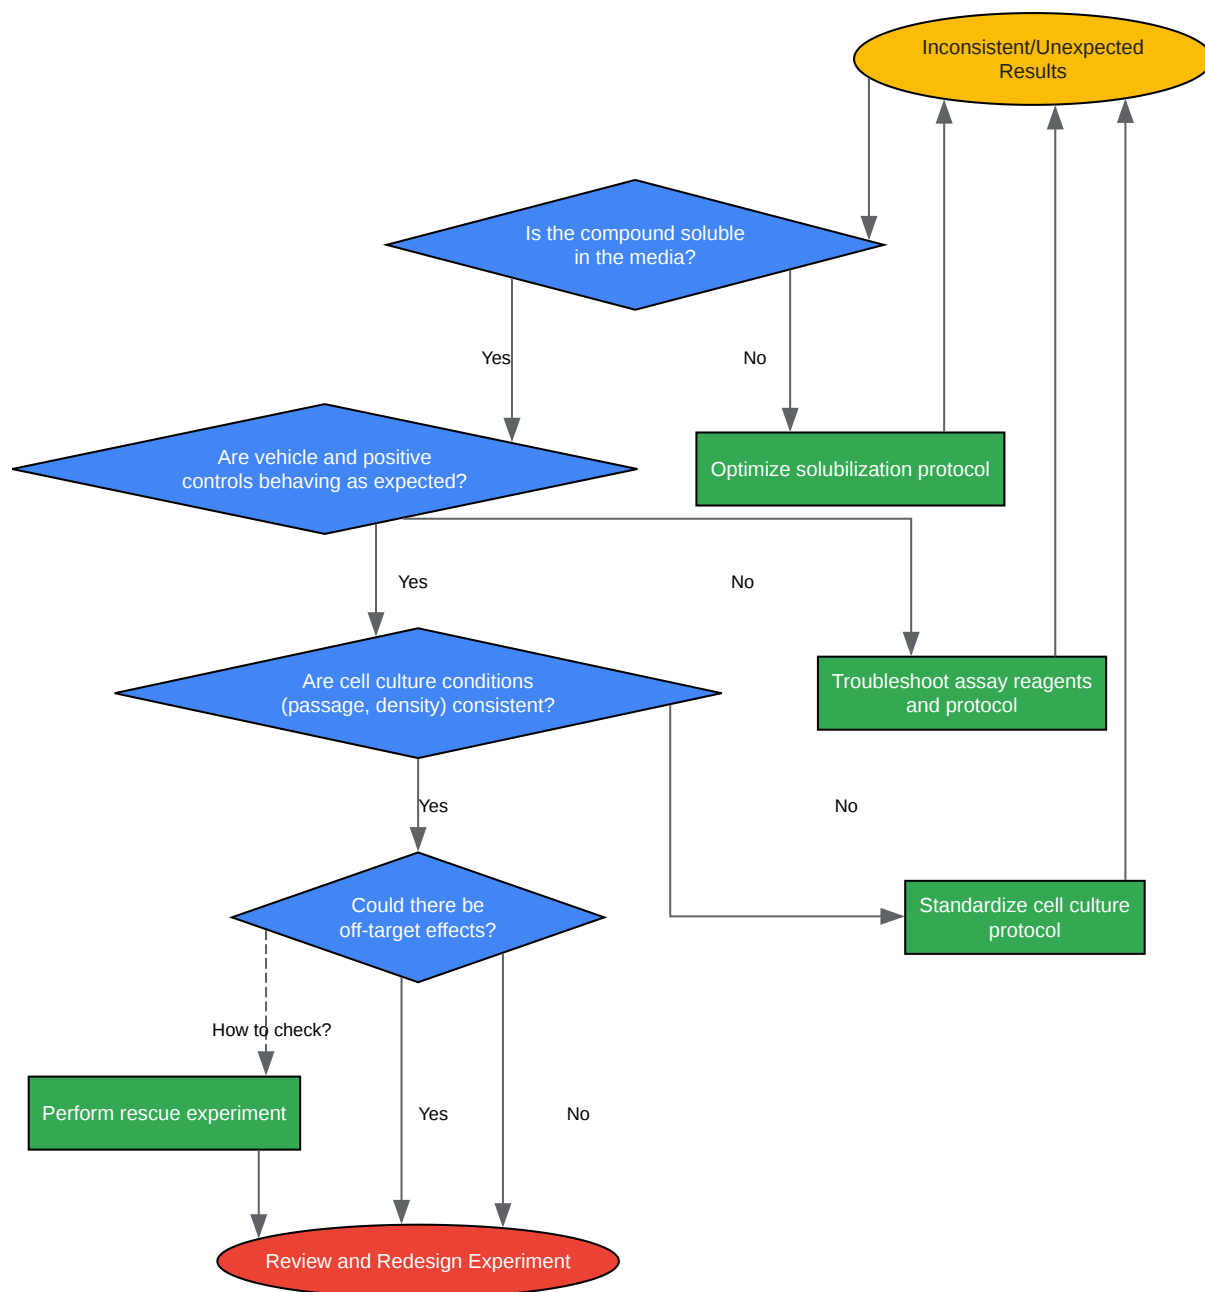 Inconsistent/Unexpected
Results
Is the compound soluble
in the media?
Yes
No
Are vehicle and positive
controls behaving as expected?
Optimize solubilization protocol
Yes
No
Are cell culture conditions
(passage, density) consistent?
Troubleshoot assay reagents
and protocol
Yes
No
Could there be
off-target effects?
Standardize cell culture
protocol
How to check?
Perform rescue experiment
Yes
No
Review and Redesign Experiment